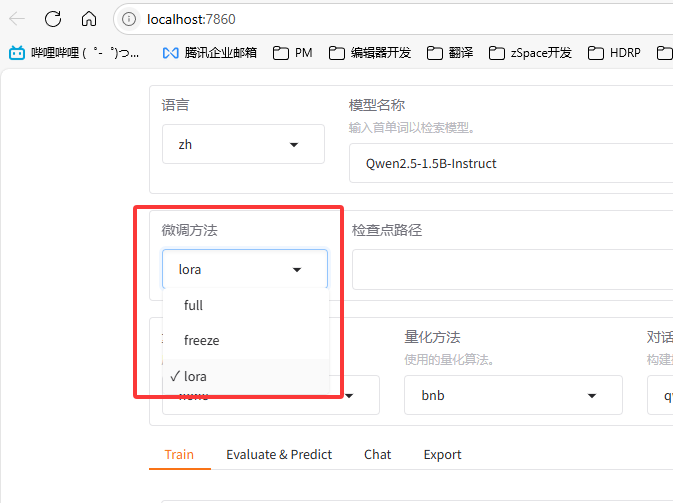 localhost:7860
哔哩哔哩 (゜-゜)つ...
腾讯企业邮箱
PM
编辑器开发
翻译
zSpace开发
HDRP
语言
模型名称
输入首单词以检索模型。
zh
Qwen2.5-1.5B-Instruct
微调方法
检查点路径
lora
full
freeze
✓ lora
量化方法
对话
使用的量化算法。
构建
none
bnb
Train
Evaluate & Predict
Chat
Export